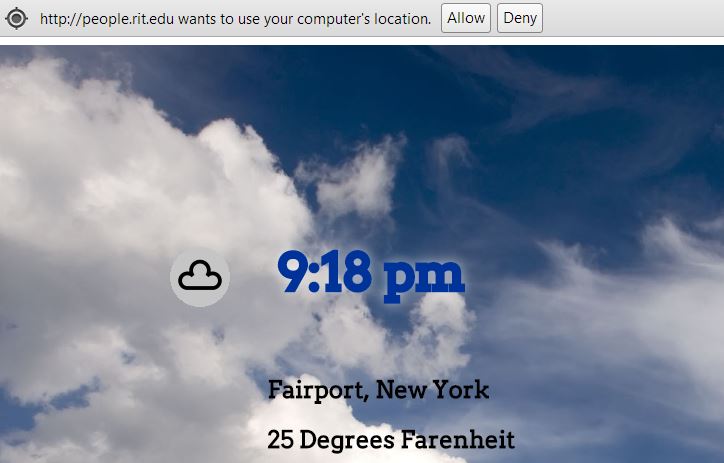 http://people.rit.edu wants to use your computer's location. Allow Deny
9:18 pm
Fairport, New York
25 Degrees Farenheit